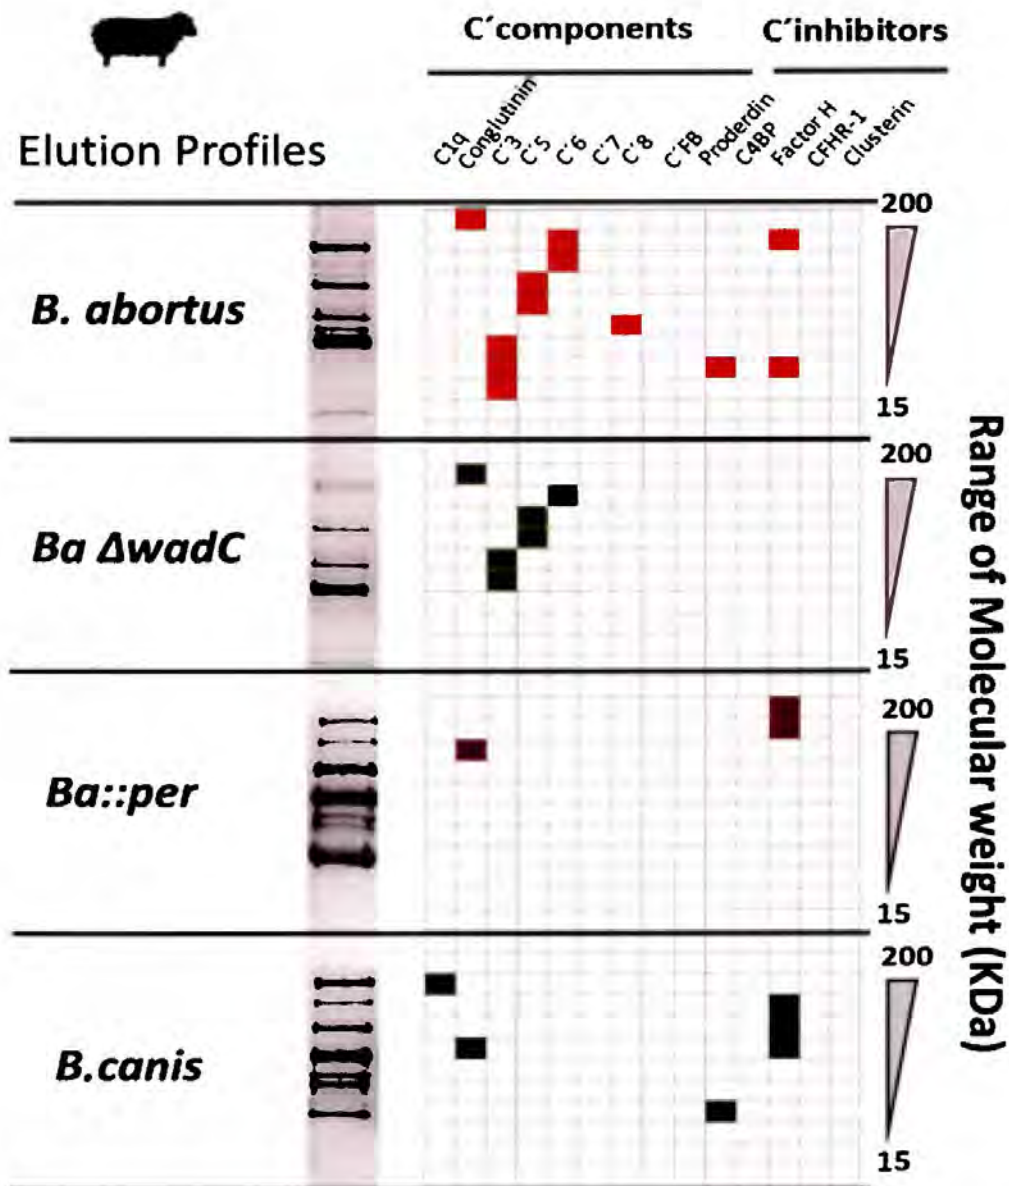 C´components C´inhibitors
C1q Conglutinin C´3 C´5 C´6 C´7 C´8 C´FB Proderdin C4BP Factor H CFHR-1 Clusterin
Elution Profiles
200
B. abortus
15
200
Ba ΔwadC
15
200
Ba::per
15
200
B.canis
15
Range of Molecular weight (KDa)